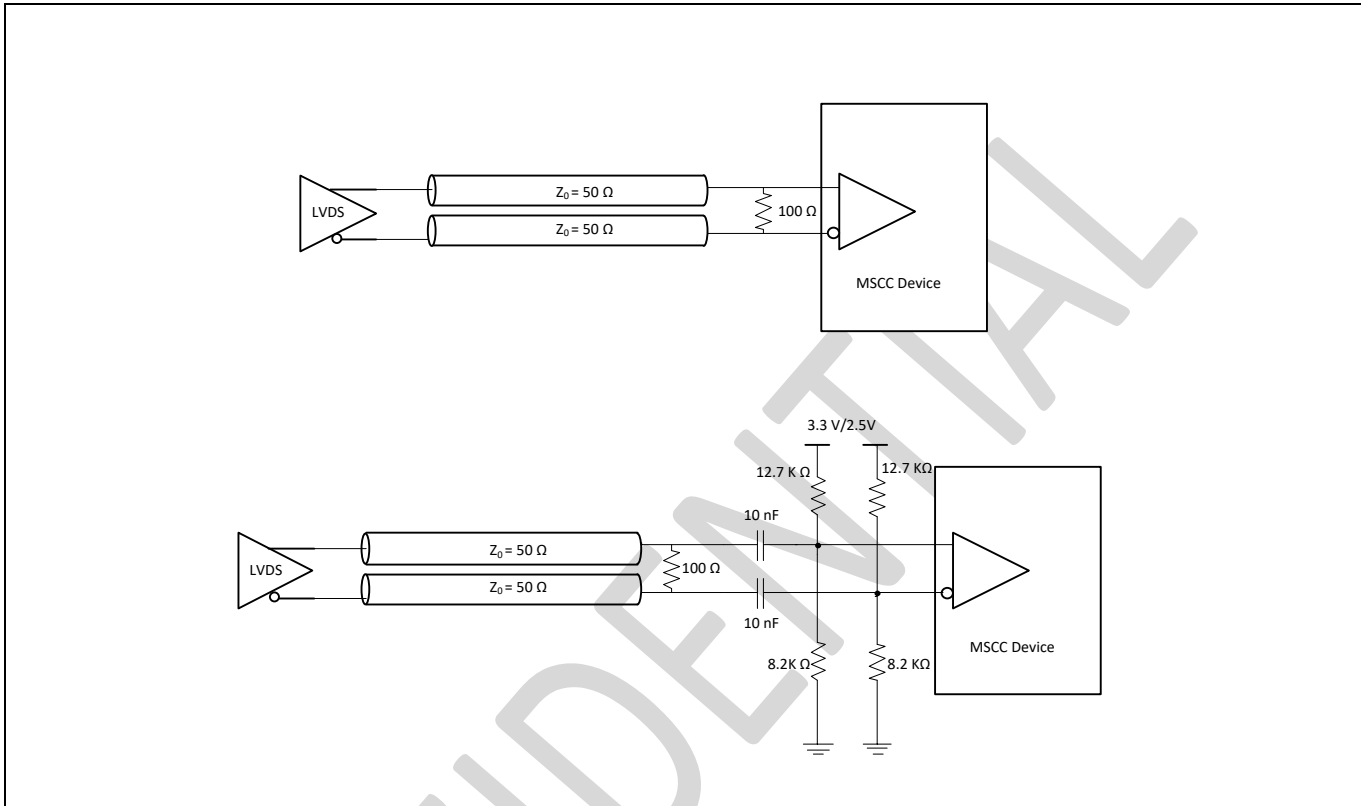 LVDS
Z0 = 50 Ω
Z0 = 50 Ω
100 Ω
MSCC Device
3.3 V/2.5V
12.7 K Ω
12.7 KΩ
10 nF
LVDS
Z0 = 50 Ω
Z0 = 50 Ω
100 Ω
10 nF
8.2K Ω
8.2 KΩ
MSCC Device
IDENTIAL